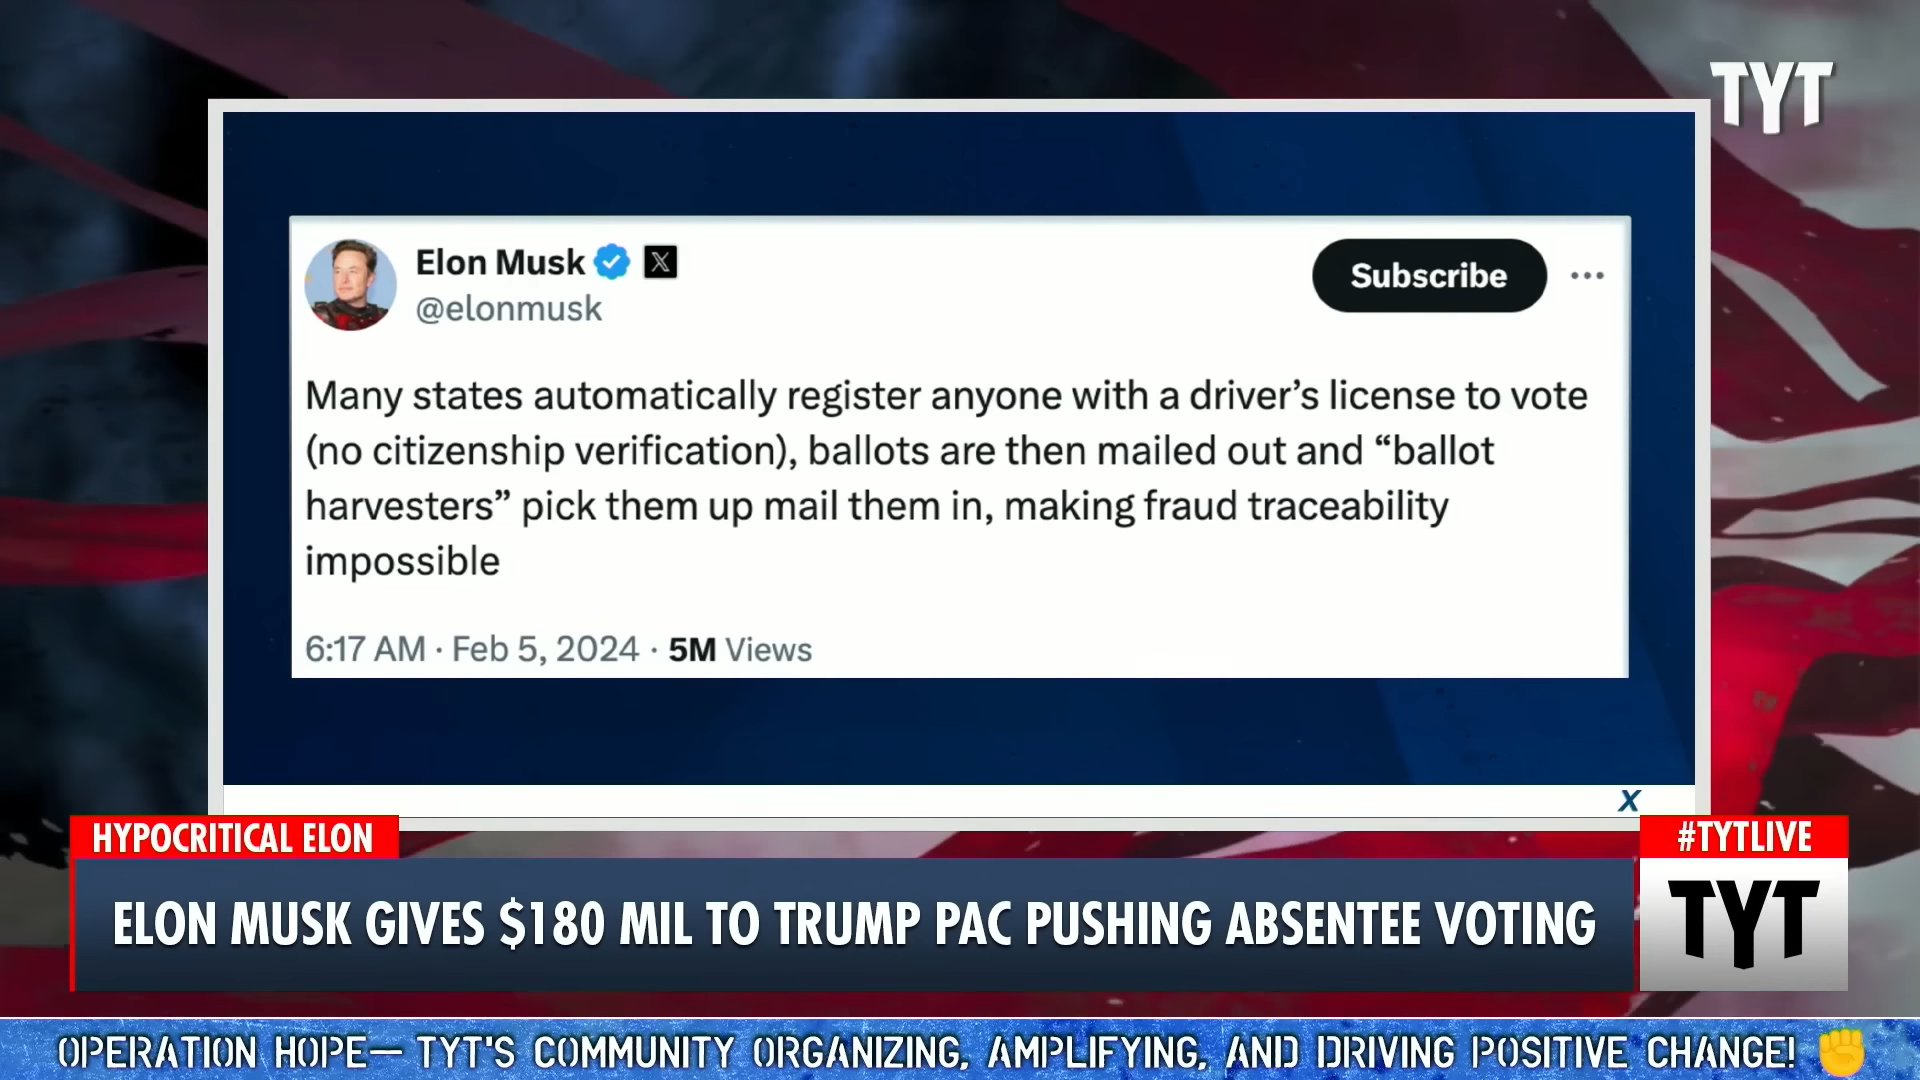 TYT
Elon Musk
X
@elonmusk
Subscribe
Many states automatically register anyone with a driver’s license to vote
(no citizenship verification), ballots are then mailed out and “ballot
harvesters” pick them up mail them in, making fraud traceability
impossible
6:17 AM · Feb 5, 2024 · 5M Views
X
HYPOCRITICAL ELON
#TYTLIVE
ELON MUSK GIVES $180 MIL TO TRUMP PAC PUSHING ABSENTEE VOTING
TYT
OPERATION HOPE— TYT'S COMMUNITY ORGANIZING, AMPLIFYING, AND DRIVING POSITIVE CHANGE!